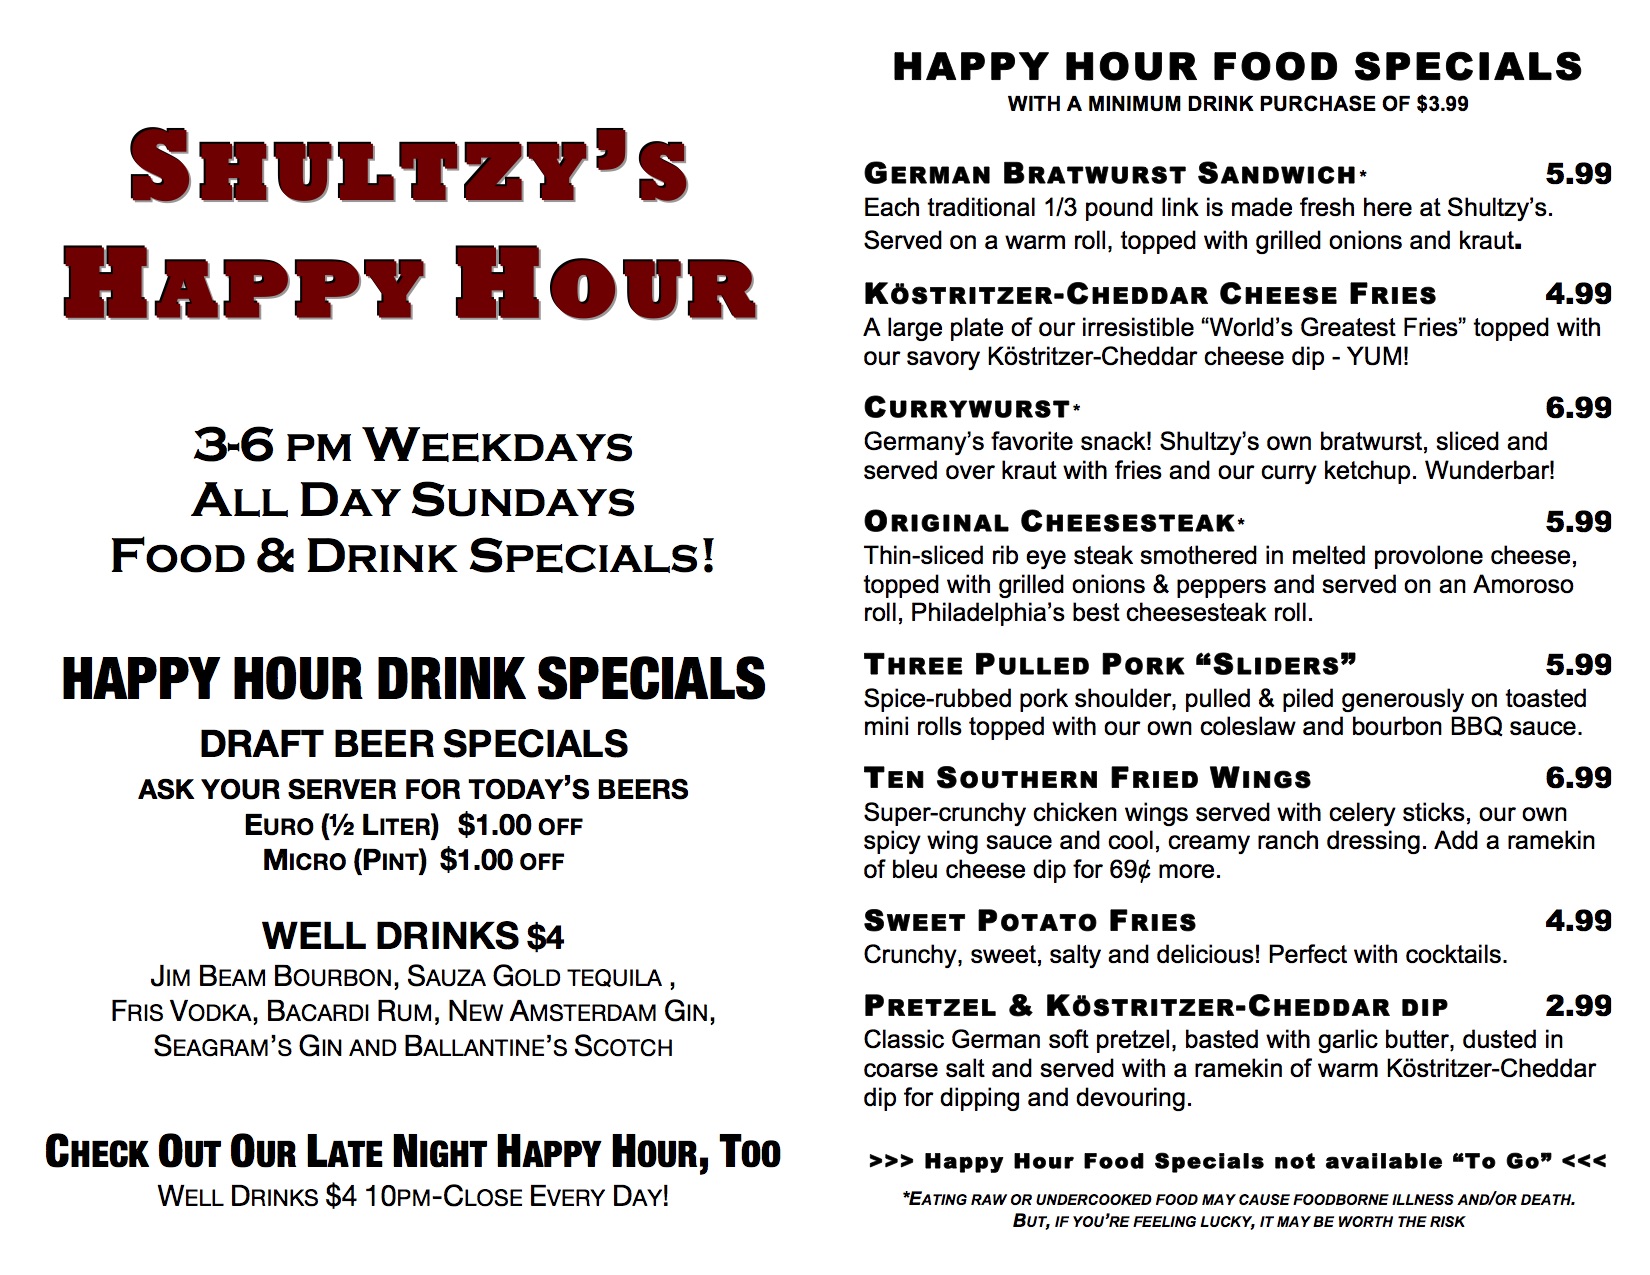 SHULTZY'S
HAPPY HOUR
3-6 PM WEEKDAYS
ALL DAY SUNDAYS
FOOD & DRINK SPECIALS!
HAPPY HOUR DRINK SPECIALS
DRAFT BEER SPECIALS
ASK YOUR SERVER FOR TODAY'S BEERS
EURO (½ LITER) $1.00 OFF
MICRO (PINT) $1.00 OFF
WELL DRINKS $4
JIM BEAM BOURBON, SAUZA GOLD TEQUILA ,
FRIS VODKA, BACARDI RUM, NEW AMSTERDAM GIN,
SEAGRAM'S GIN AND BALLANTINE'S SCOTCH
CHECK OUT OUR LATE NIGHT HAPPY HOUR, TOO
WELL DRINKS $4 10PM-CLOSE EVERY DAY!
HAPPY HOUR FOOD SPECIALS
WITH A MINIMUM DRINK PURCHASE OF $3.99
GERMAN BRATWURST SANDWICH* 5.99
Each traditional 1/3 pound link is made fresh here at Shultzy's.
Served on a warm roll, topped with grilled onions and kraut.
KÖSTRITZER-CHEDDAR CHEESE FRIES 4.99
A large plate of our irresistible “World's Greatest Fries” topped with
our savory Köstritzer-Cheddar cheese dip - YUM!
CURRYWURST* 6.99
Germany's favorite snack! Shultzy's own bratwurst, sliced and
served over kraut with fries and our curry ketchup. Wunderbar!
ORIGINAL CHEESESTEAK* 5.99
Thin-sliced rib eye steak smothered in melted provolone cheese,
topped with grilled onions & peppers and served on an Amoroso
roll, Philadelphia's best cheesesteak roll.
THREE PULLED PORK “SLIDERS” 5.99
Spice-rubbed pork shoulder, pulled & piled generously on toasted
mini rolls topped with our own coleslaw and bourbon BBQ sauce.
TEN SOUTHERN FRIED WINGS 6.99
Super-crunchy chicken wings served with celery sticks, our own
spicy wing sauce and cool, creamy ranch dressing. Add a ramekin
of bleu cheese dip for 69¢ more.
SWEET POTATO FRIES 4.99
Crunchy, sweet, salty and delicious! Perfect with cocktails.
PRETZEL & KÖSTRITZER-CHEDDAR DIP 2.99
Classic German soft pretzel, basted with garlic butter, dusted in
coarse salt and served with a ramekin of warm Köstritzer-Cheddar
dip for dipping and devouring.
>>> Happy Hour Food Specials not available “To Go” <<<
*EATING RAW OR UNDERCOOKED FOOD MAY CAUSE FOODBORNE ILLNESS AND/OR DEATH.
BUT, IF YOU'RE FEELING LUCKY, IT MAY BE WORTH THE RISK